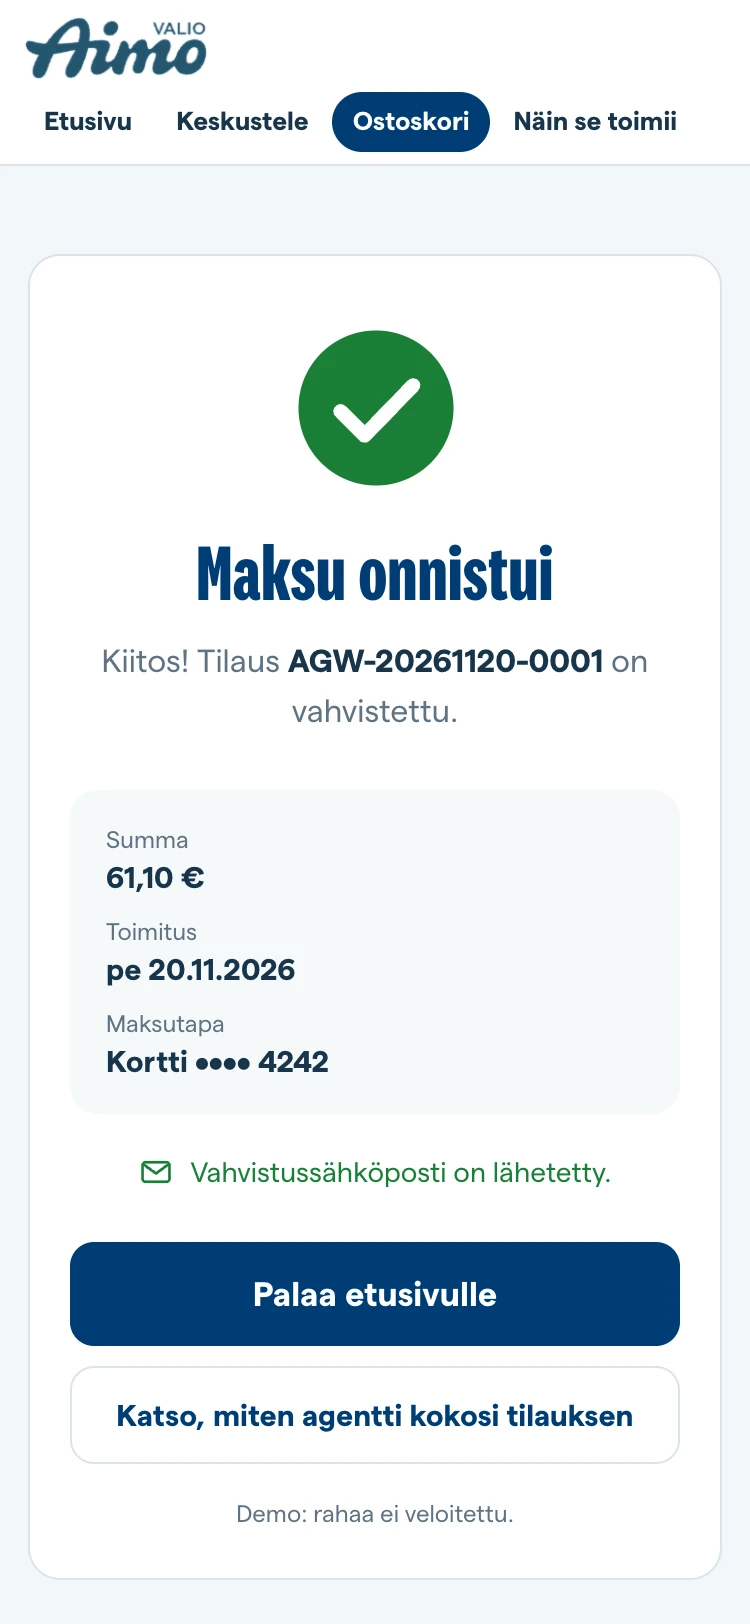 VALIO
Aimo
Etusivu Keskustele Ostoskori Näin se toimii
Maksu onnistui
Kiitos! Tilaus AGW-20261120-0001 on
vahvistettu.
Summa
61,10 €
Toimitus
pe 20.11.2026
Maksutapa
Kortti •••• 4242
Vahvistussähköposti on lähetetty.
Palaa etusivulle
Katso, miten agentti kokosi tilauksen
Demo: rahaa ei veloitettu.